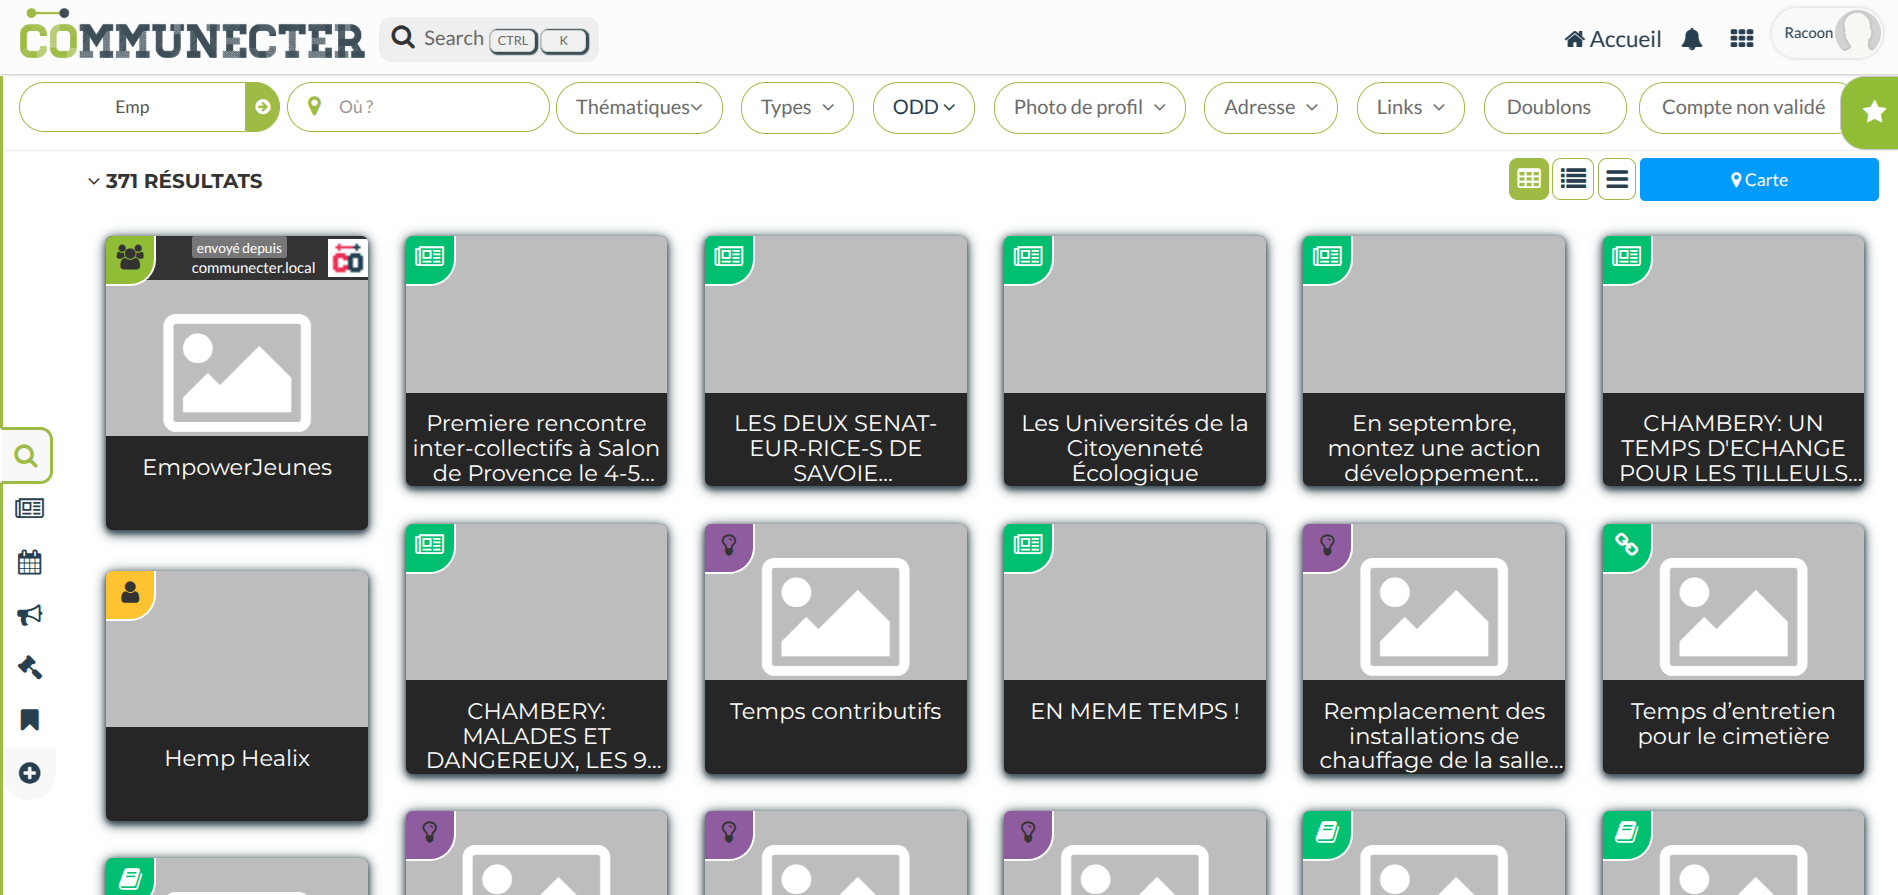 COMMUNECTER
Search CTRL K
Accueil
Racoon
Emp
Où ?
Thématiques
Types
ODD
Photo de profil
Adresse
Links
Doublons
Compte non validé
371 RÉSULTATS
Carte
envoyé depuis
communecter.local
CO
EmpowerJeunes
Premiere rencontre
inter-collectifs à Salon
de Provence le 4-5...
LES DEUX SENAT-
EUR-RICE-S DE
SAVOIE...
Les Universités de la
Citoyenneté
Écologique
En septembre,
montez une action
développement...
CHAMBERY: UN
TEMPS D'ECHANGE
POUR LES TILLEULS...
Hemp Healix
CHAMBERY:
MALADES ET
DANGEREUX, LES 9...
Temps contributifs
EN MEME TEMPS !
Remplacement des
installations de
chauffage de la salle...
Temps d’entretien
pour le cimetière